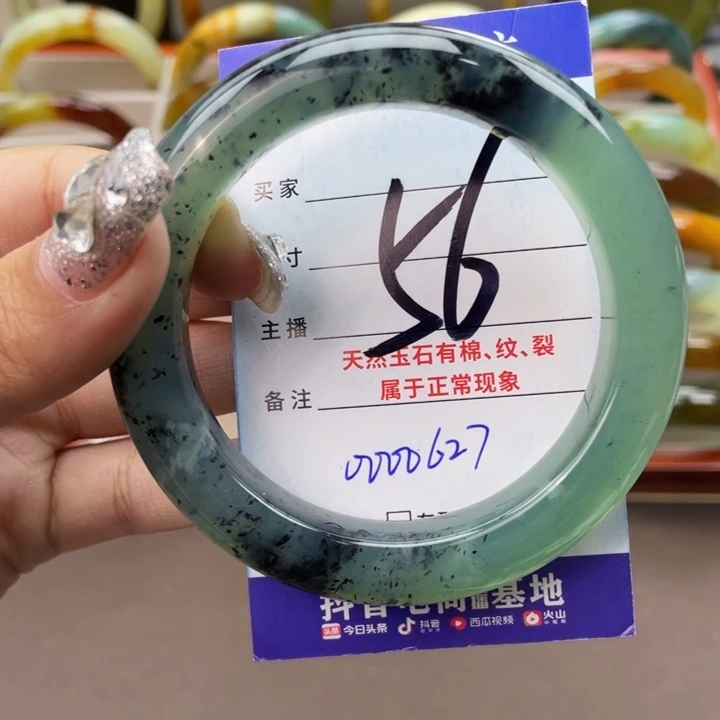 买家
56
寸
主播
天然玉石有棉、纹、裂
属于正常现象
备注
0000627
抖音电商直播基地
头条 今日头条 抖音 西瓜视频 火山